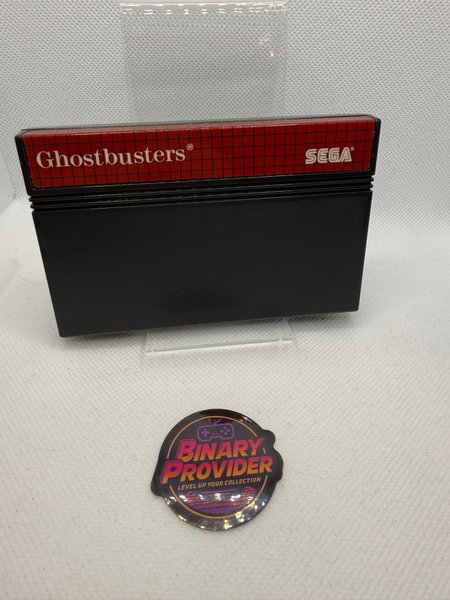 Ghostbusters®
SEGA®
BINARY
PROVIDER
LEVEL UP YOUR COLLECTION